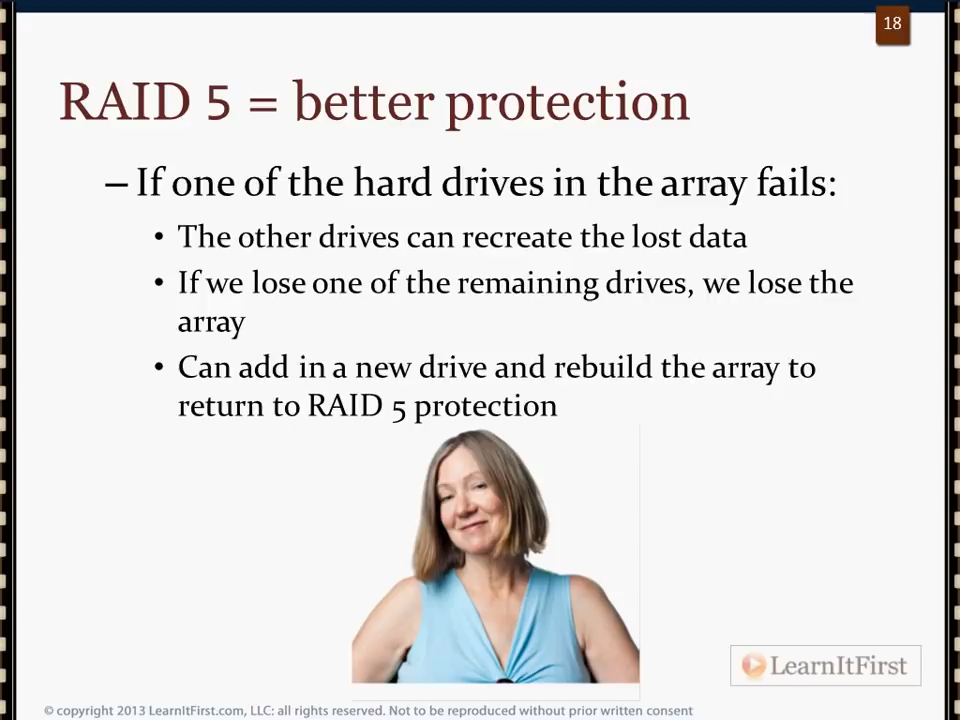 18
RAID 5 = better protection
– If one of the hard drives in the array fails:
• The other drives can recreate the lost data
• If we lose one of the remaining drives, we lose the
array
• Can add in a new drive and rebuild the array to
return to RAID 5 protection
LearnItFirst
© copyright 2013 LearnItFirst.com, LLC: all rights reserved. Not to be reproduced without prior written consent